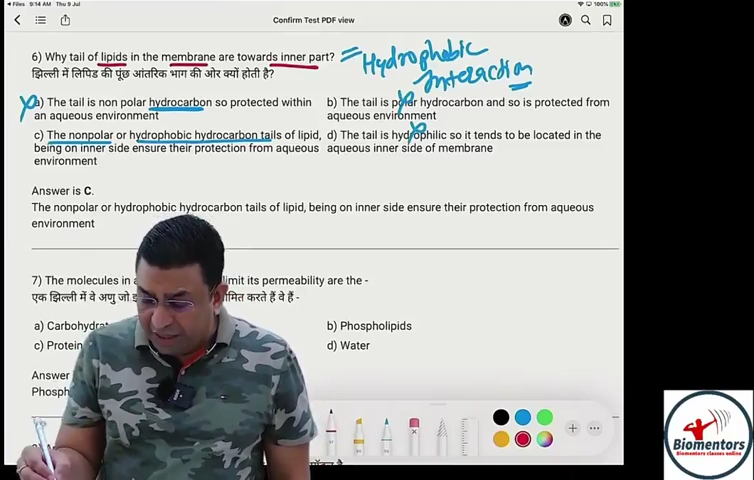 Files 9:14 AM Thu 9 Jul
100%
Confirm Test PDF view
6) Why tail of lipids in the membrane are towards inner part?
झिल्ली में लिपिड की पूंछ आंतरिक भाग की ओर क्यों होती है?
= Hydrophobic
Interaction
a) The tail is non polar hydrocarbon so protected within
an aqueous environment
b) The tail is polar hydrocarbon and so is protected from
aqueous environment
c) The nonpolar or hydrophobic hydrocarbon tails of lipid,
being on inner side ensure their protection from aqueous
environment
d) The tail is hydrophilic so it tends to be located in the
aqueous inner side of membrane
Answer is C.
The nonpolar or hydrophobic hydrocarbon tails of lipid, being on inner side ensure their protection from aqueous
environment
7) The molecules in a limit its permeability are the -
एक झिल्ली में वे अणु जो करते हैं वे हैं -
a) Carbohydrat
b) Phospholipids
c) Protein
d) Water
Answer
Phosph
Biomentors
Biomentors classes online